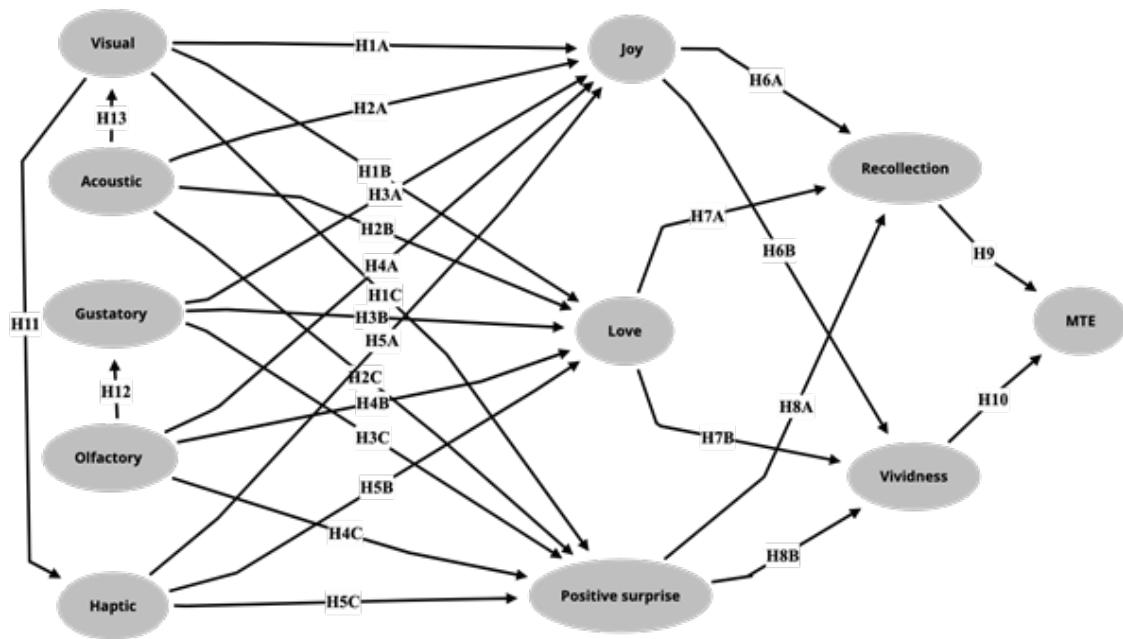 Visual
H1A
Joy
H6A
H13
H2A
Acoustic
H1B
H3A
Recollection
H2B
H7A
H6B
H9
H4A
H1C
Gustatory
H3B
H11
Love
MTE
H5A
H12
H2C
H4B
H8A
H10
H3C
H7B
Olfactory
Vividness
H5B
H4C
H8B
Haptic
H5C
Positive surprise